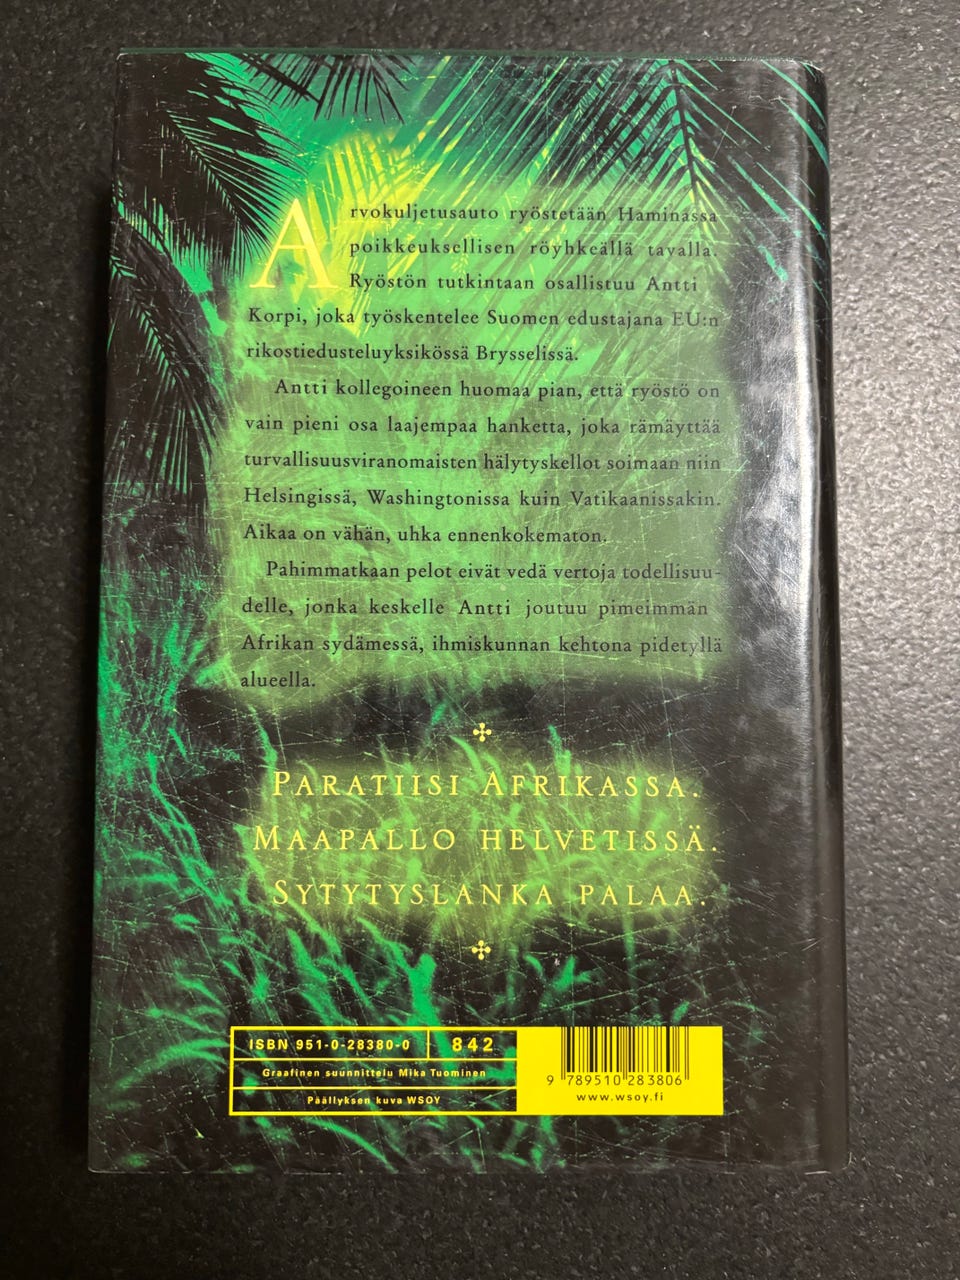 Arvokuljetusauto ryöstetään Haminassa
poikkeuksellisen röyhkeällä tavalla.
Ryöstön tutkintaan osallistuu Antti
Korpi, joka työskentelee Suomen edustajana EU:n
rikostiedusteluyksikössä Brysselissä.
Antti kollegoineen huomaa pian, että ryöstö on
vain pieni osa laajempaa hanketta, joka rämäyttää
turvallisuusviranomaisten hälytyskellot soimaan niin
Helsingissä, Washingtonissa kuin Vatikaanissakin.
Aikaa on vähän, uhka ennenkokematon.
Pahimmatkaan pelot eivät vedä vertoja todellisuu-
delle, jonka keskelle Antti joutuu pimeimmän
Afrikan sydämessä, ihmiskunnan kehtona pidetyllä
alueella.
PARATIISI AFRIKASSA.
MAAPALLO HELVETISSÄ.
SYTYTYSLANKA PALAA.
ISBN 951-0-28380-0 842
Graafinen suunnittelu Mika Tuominen
Päällyksen kuva WSOY
9 789510 283806
www.wsoy.fi